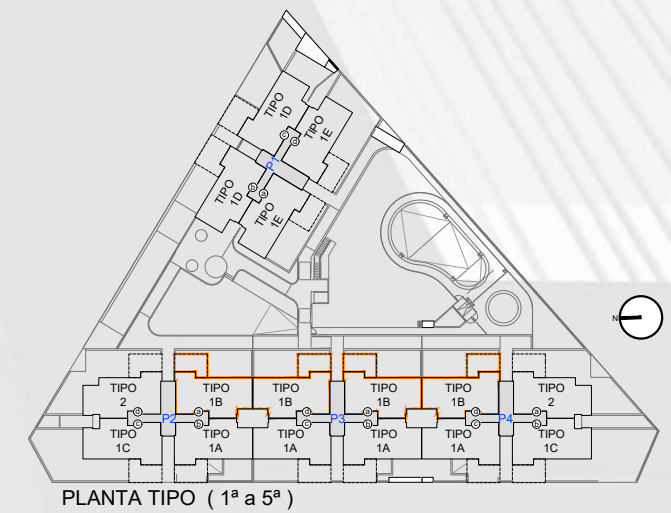 TIPO
1D
TIPO
1E
c
d
P1
b
a
TIPO
1D
TIPO
1E
N
TIPO
2
TIPO
1B
TIPO
1B
TIPO
1B
TIPO
1B
TIPO
2
d
a
d
a
d
a
P2
P3
P4
c
b
c
b
c
b
TIPO
1C
TIPO
1A
TIPO
1A
TIPO
1A
TIPO
1A
TIPO
1C
PLANTA TIPO ( 1ª a 5ª )